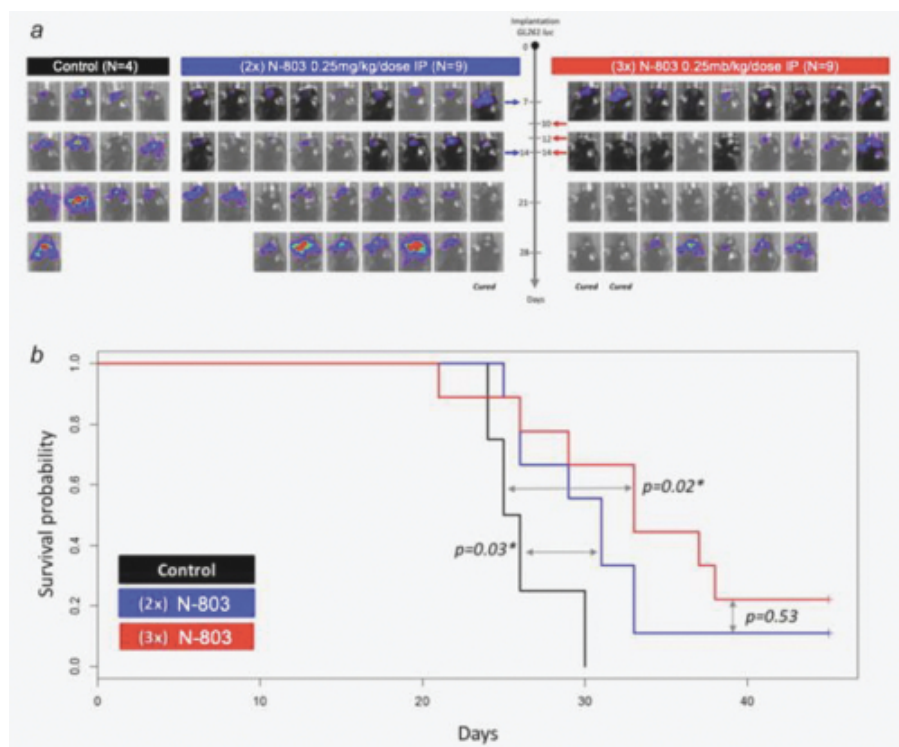 a
Implantation
GL262 luc
0
Control (N=4)
(2x) N-803 0.25mg/kg/dose IP (N=9)
(3x) N-803 0.25mb/kg/dose IP (N=9)
7
10
12
14
14
21
28
Cured
Days
Cured
Cured
b
Survival probability
1.0
0.8
0.6
0.4
0.2
0.0
p=0.02*
p=0.03*
p=0.53
Control
(2x) N-803
(3x) N-803
0
10
20
30
40
Days